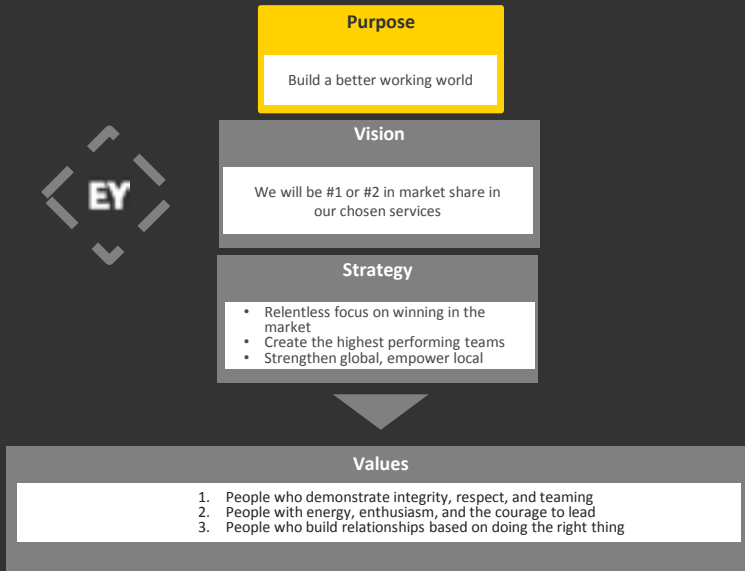 Purpose
Build a better working world
EY
Vision
We will be #1 or #2 in market share in
our chosen services
Strategy
• Relentless focus on winning in the
market
• Create the highest performing teams
• Strengthen global, empower local
Values
1. People who demonstrate integrity, respect, and teaming
2. People with energy, enthusiasm, and the courage to lead
3. People who build relationships based on doing the right thing